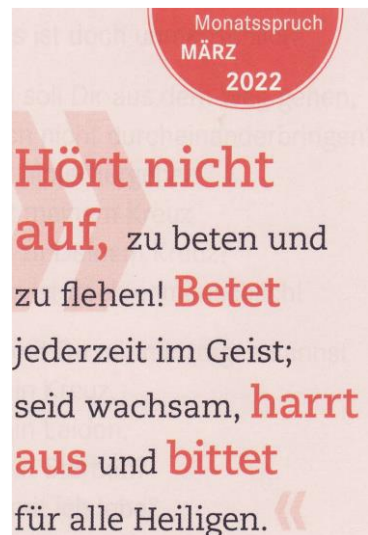 Monatsspruch
MÄRZ
2022
Hört nicht
auf, zu beten und
zu flehen! Betet
jederzeit im Geist;
seid wachsam, harrt
aus und bittet
für alle Heiligen. «